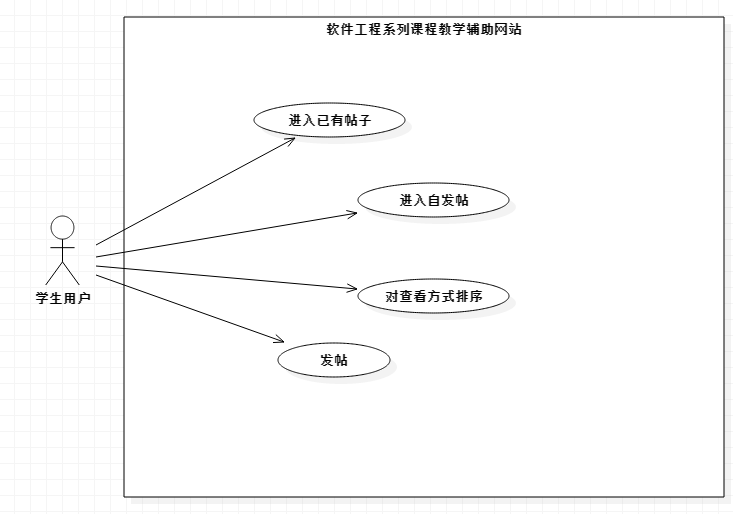 软件工程系列课程教学辅助网站
进入已有帖子
进入自发帖
学生用户
对查看方式排序
发帖